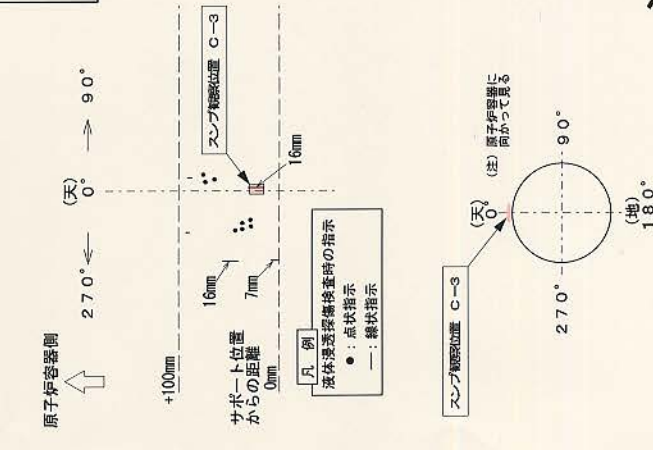 原子炉容器側
270°
(天)
0°
90°
+100mm
スンプ観察位置 C-3
16mm
16mm
7mm
サポート位置
からの距離
0mm
凡 例
液体浸透探傷検査時の指示
●:点状指示
―:線状指示
スンプ観察位置 C-3
(注) 原子炉容器に
向かって見る
(天)
0°
270°
90°
(地)
180°